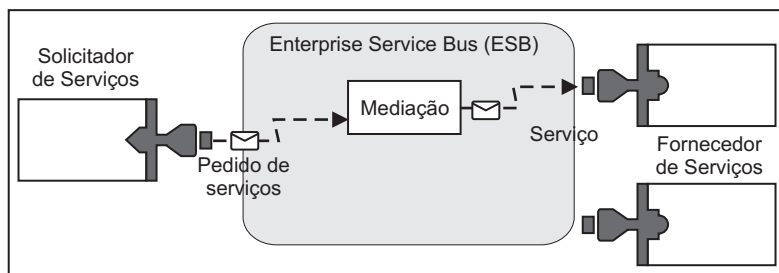 Enterprise Service Bus (ESB)
Solicitador
de Serviços
Mediação
Pedido de
serviços
Serviço
Fornecedor
de Serviços